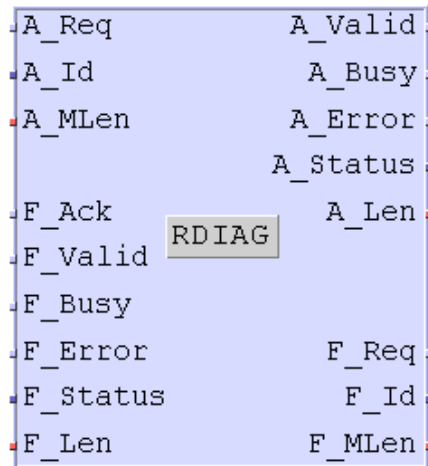 A_Req A_Valid
A_Id A_Busy
A_MLen A_Error
A_Status
F_Ack A_Len
RDIAG
F_Valid
F_Busy
F_Error F_Req
F_Status F_Id
F_Len F_MLen